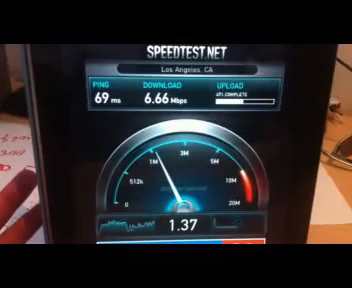 SPEEDTEST.NET
Los Angeles, CA
PING DOWNLOAD UPLOAD
69 ms 6.66 Mbps 47% COMPLETE
1M 3M 5M
512k 10M
0 20M
1.37